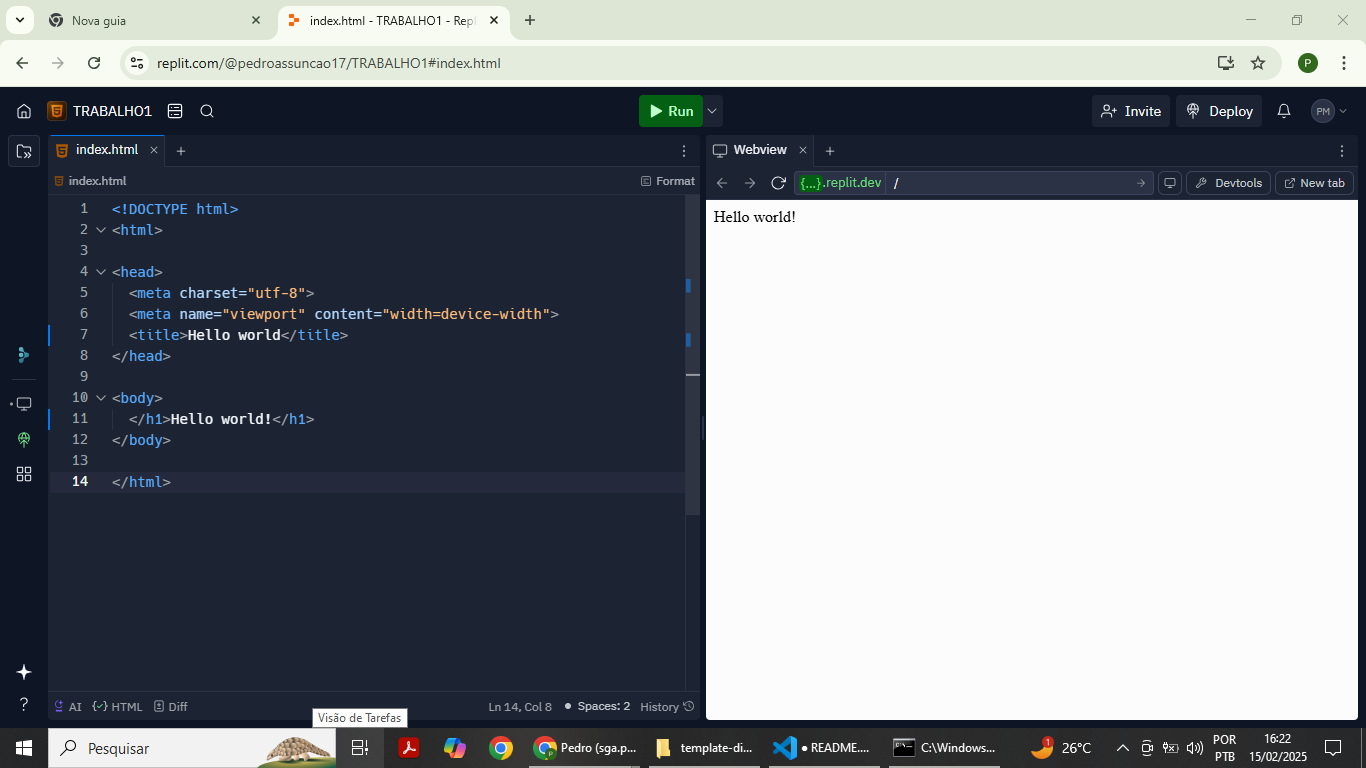 Nova guia
index.html - TRABALHO1 - Repl
replit.com/@pedroassuncao17/TRABALHO1#index.html
P
TRABALHO1
Run
Invite
Deploy
PM
index.html
Webview
index.html
Format
{...}.replit.dev
/
Devtools
New tab
1 <!DOCTYPE html>
2 <html>
3
4 <head>
5 <meta charset="utf-8">
6 <meta name="viewport" content="width=device-width">
7 <title>Hello world</title>
8 </head>
9
10 <body>
11 </h1>Hello world!</h1>
12 </body>
13
14 </html>
Hello world!
?
AI
HTML
Diff
Ln 14, Col 8
Spaces: 2
History
Visão de Tarefas
Pesquisar
Pedro (sga.p...
template-di...
● README....
C:\Windows...
1
26°C
POR
PTB
16:22
15/02/2025